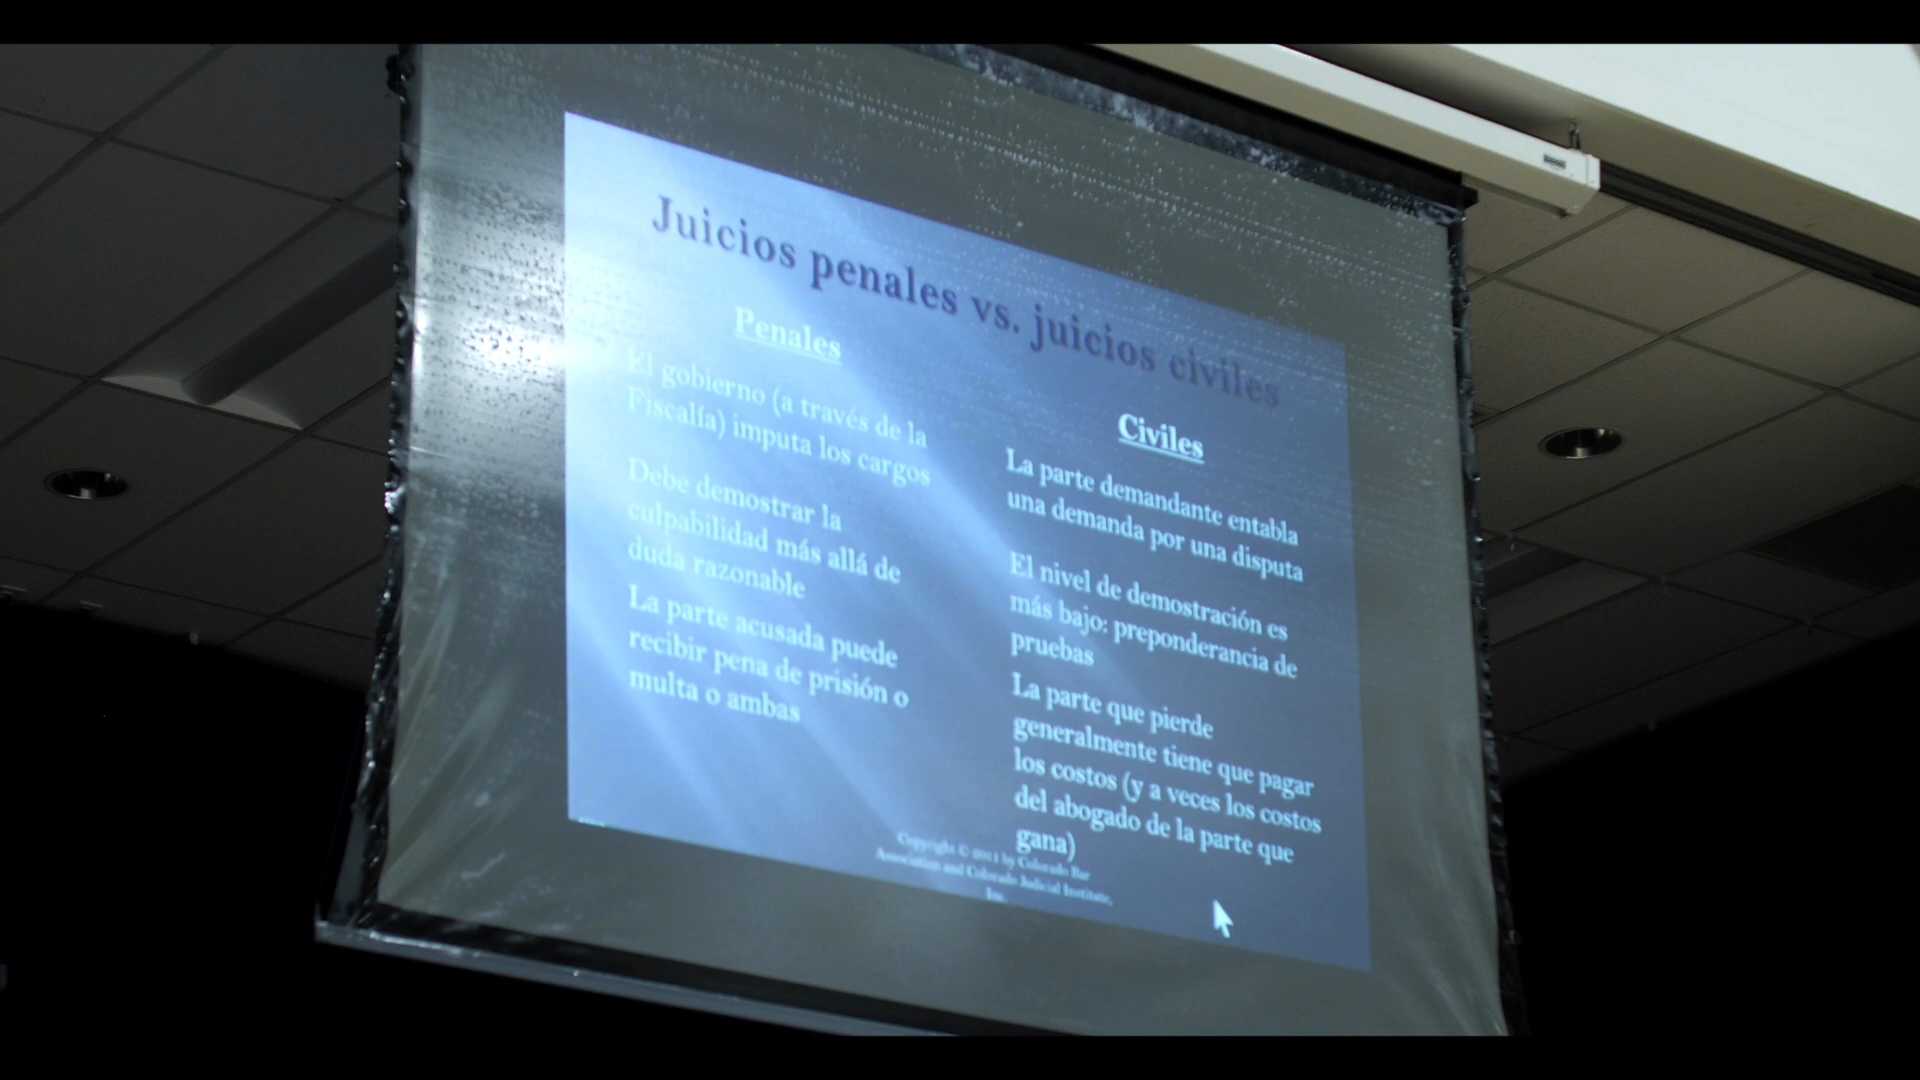 Juicios penales vs. juicios civiles
Penales
El gobierno (a través de la
Fiscalía) imputa los cargos
Debe demostrar la
culpabilidad más allá de
duda razonable
La parte acusada puede
recibir pena de prisión o
multa o ambas
Civiles
La parte demandante entabla
una demanda por una disputa
El nivel de demostración es
más bajo: preponderancia de
pruebas
La parte que pierde
generalmente tiene que pagar
los costos (y a veces los costos
del abogado de la parte que
gana)
Copyright © 2011 by Colorado Bar
Association and Colorado Judicial Institute,
Inc.